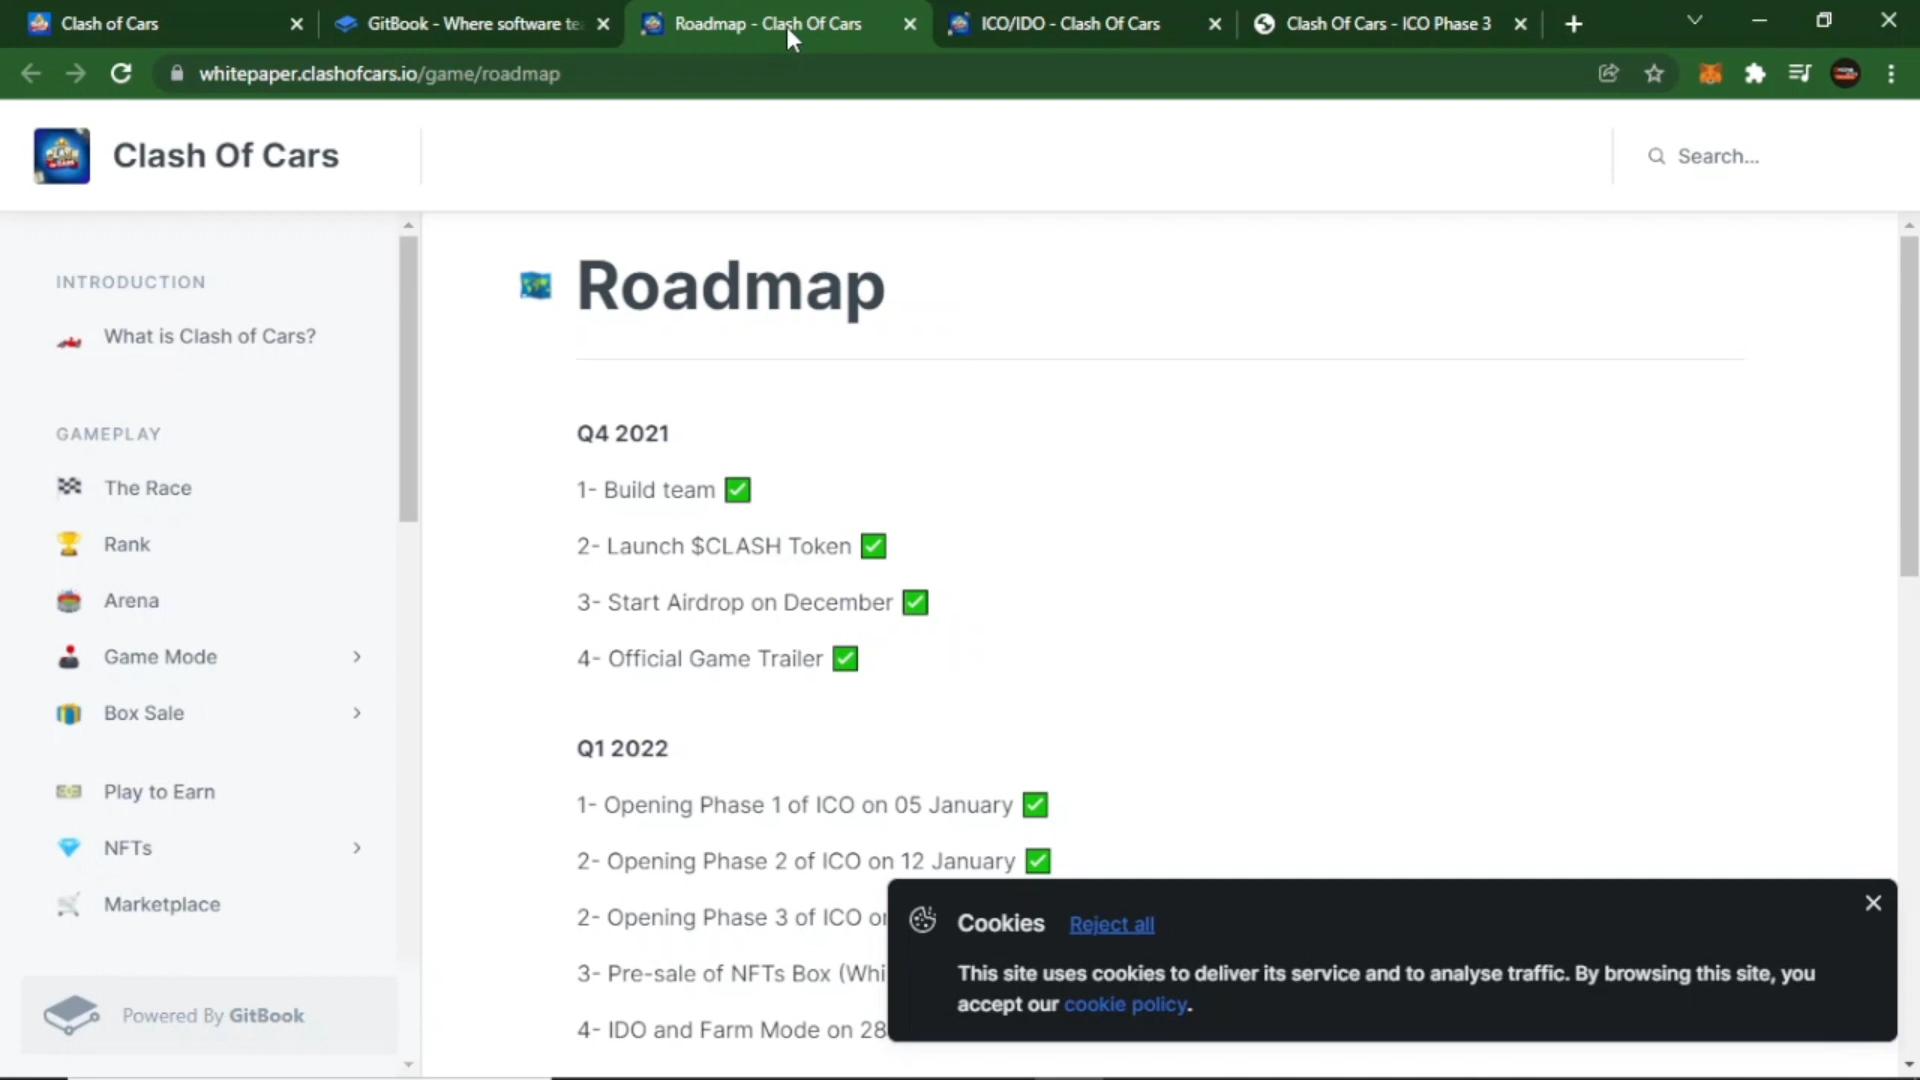 Clash of Cars
GitBook - Where software te
Roadmap - Clash Of Cars
ICO/IDO - Clash Of Cars
Clash Of Cars - ICO Phase 3
whitepaper.clashofcars.io/game/roadmap
Clash Of Cars
Search...
INTRODUCTION
What is Clash of Cars?
GAMEPLAY
The Race
Rank
Arena
Game Mode
Box Sale
Play to Earn
NFTs
Marketplace
Powered By GitBook
Roadmap
Q4 2021
1- Build team ✅
2- Launch $CLASH Token ✅
3- Start Airdrop on December ✅
4- Official Game Trailer ✅
Q1 2022
1- Opening Phase 1 of ICO on 05 January ✅
2- Opening Phase 2 of ICO on 12 January ✅
2- Opening Phase 3 of ICO
3- Pre-sale of NFTs Box (Whi
4- IDO and Farm Mode on 28
Cookies Reject all
This site uses cookies to deliver its service and to analyse traffic. By browsing this site, you
accept our cookie policy.